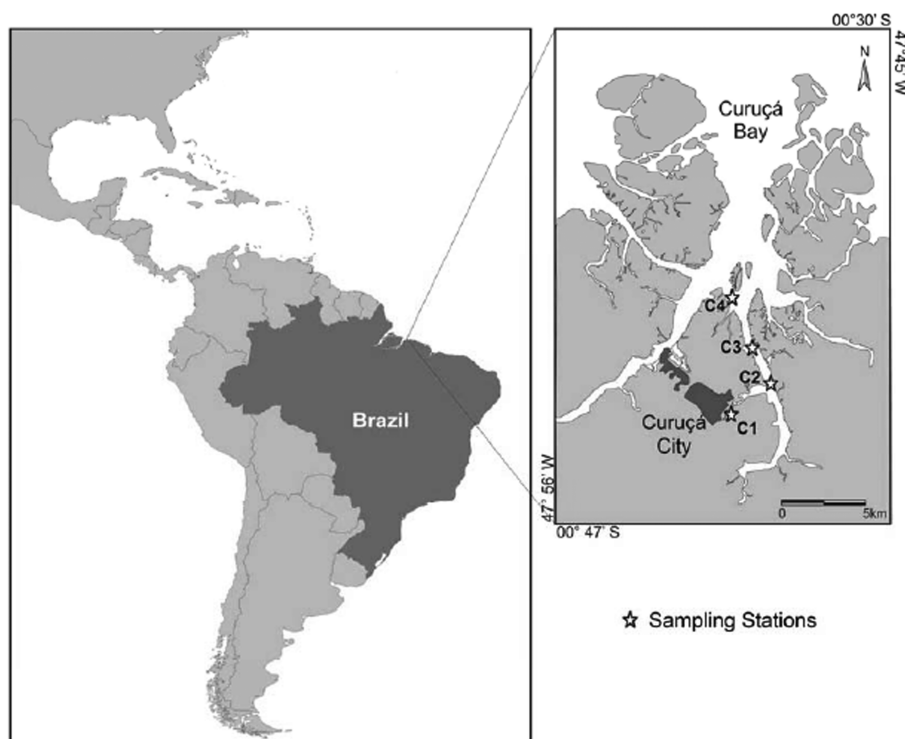 00°30' S
47°45' W
N
Curuçá
Bay
C4
C3
C2
C1
Curuçá
City
Brazil
47° 56' W
00° 47' S
0
5km
Sampling Stations